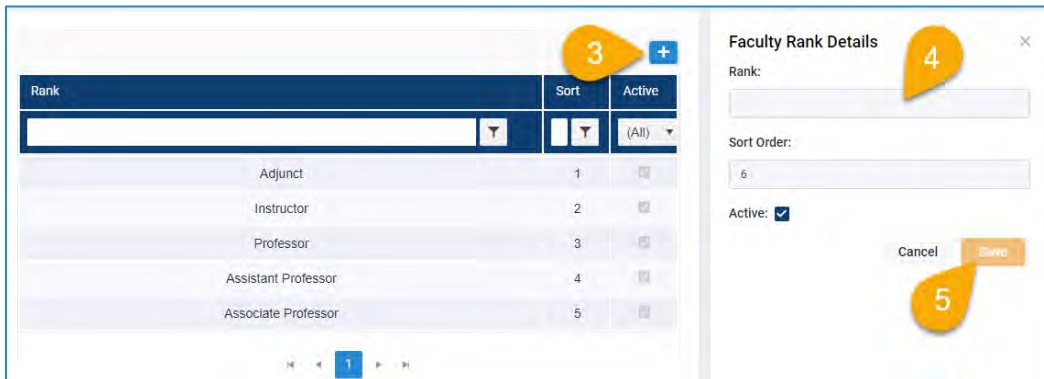 3
+
Rank Sort Active
(All)
Adjunct 1
Instructor 2
Professor 3
Assistant Professor 4
Associate Professor 5
1
Faculty Rank Details
4
Rank:
Sort Order:
6
Active:
Cancel Save
5